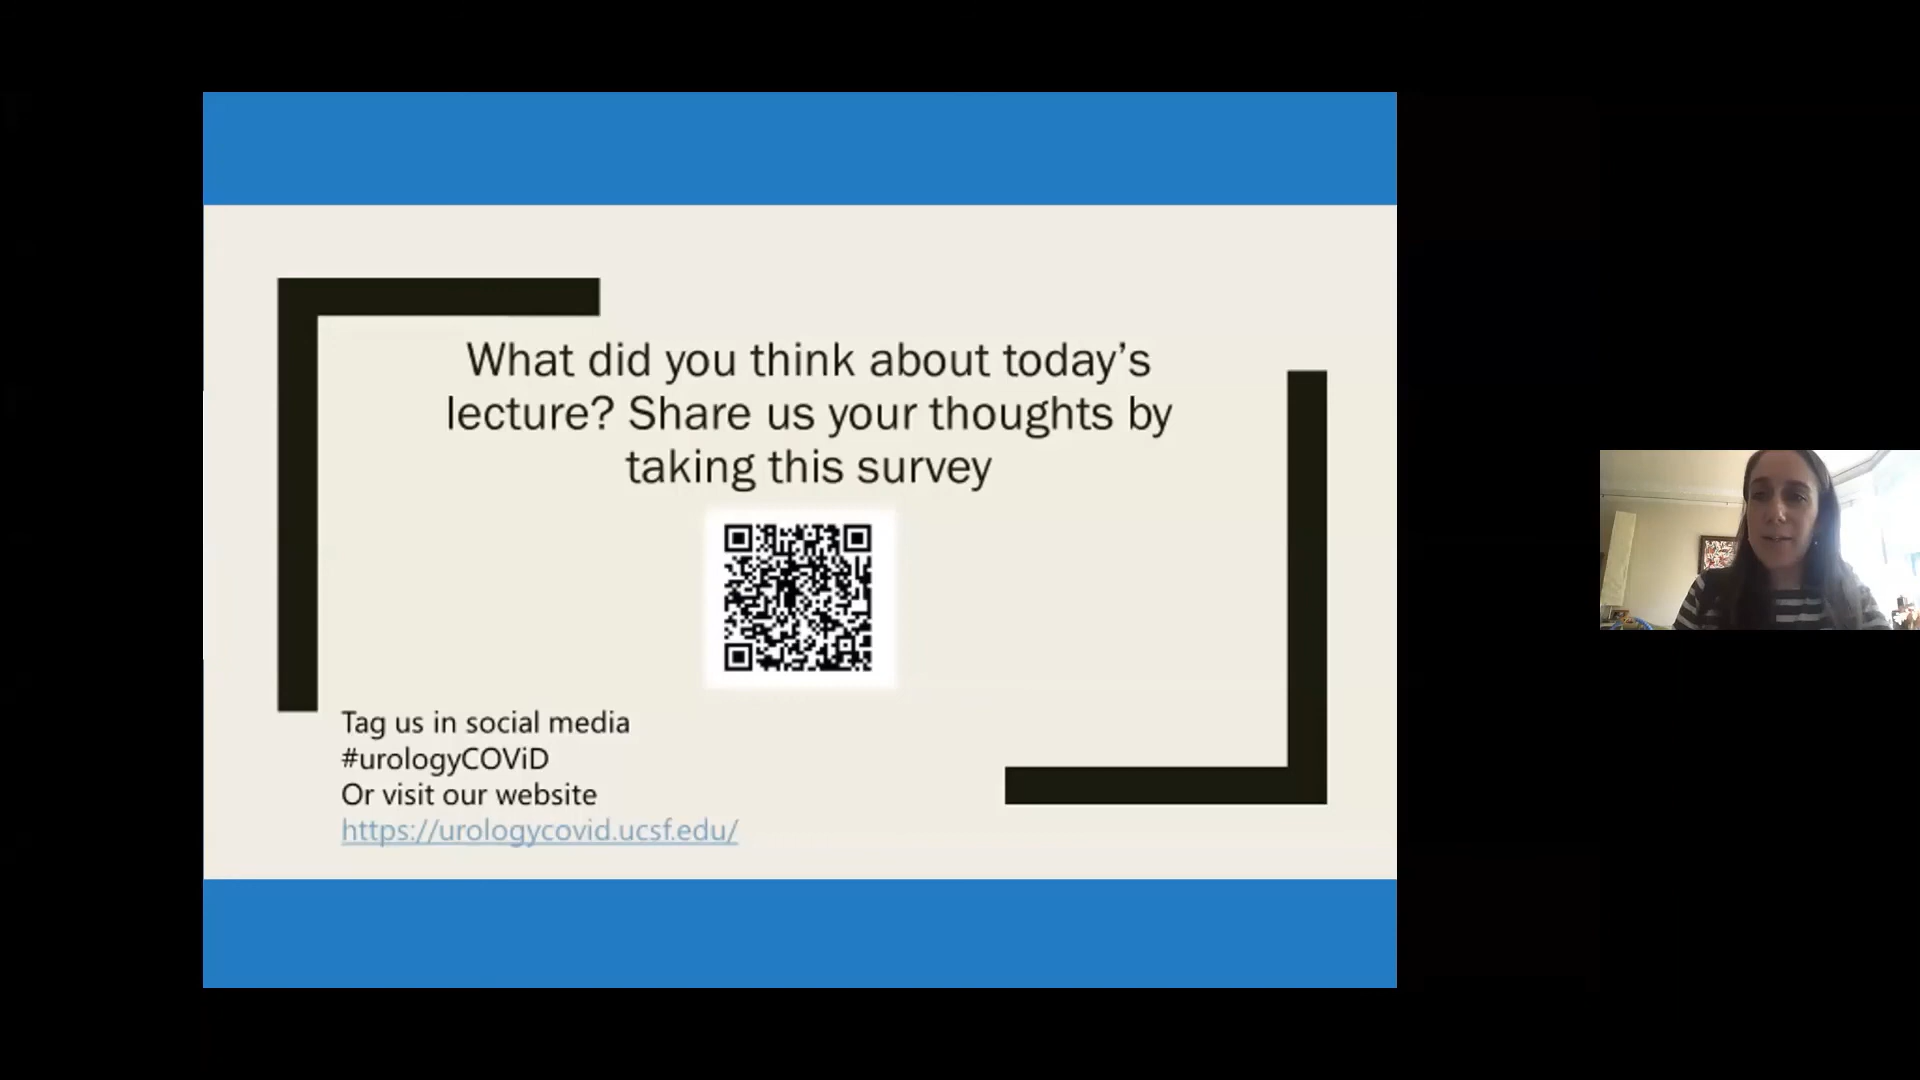 What did you think about today’s
lecture? Share us your thoughts by
taking this survey
Tag us in social media
#urologyCOViD
Or visit our website
https://urologycovid.ucsf.edu/